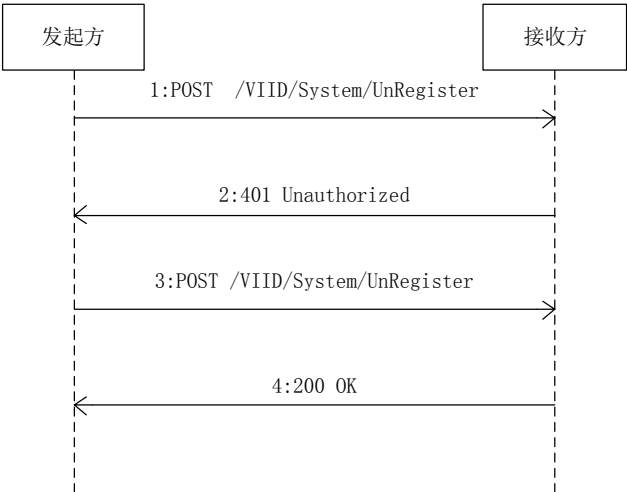 发起方
接收方
1:POST /VIID/System/UnRegister
2:401 Unauthorized
3:POST /VIID/System/UnRegister
4:200 OK